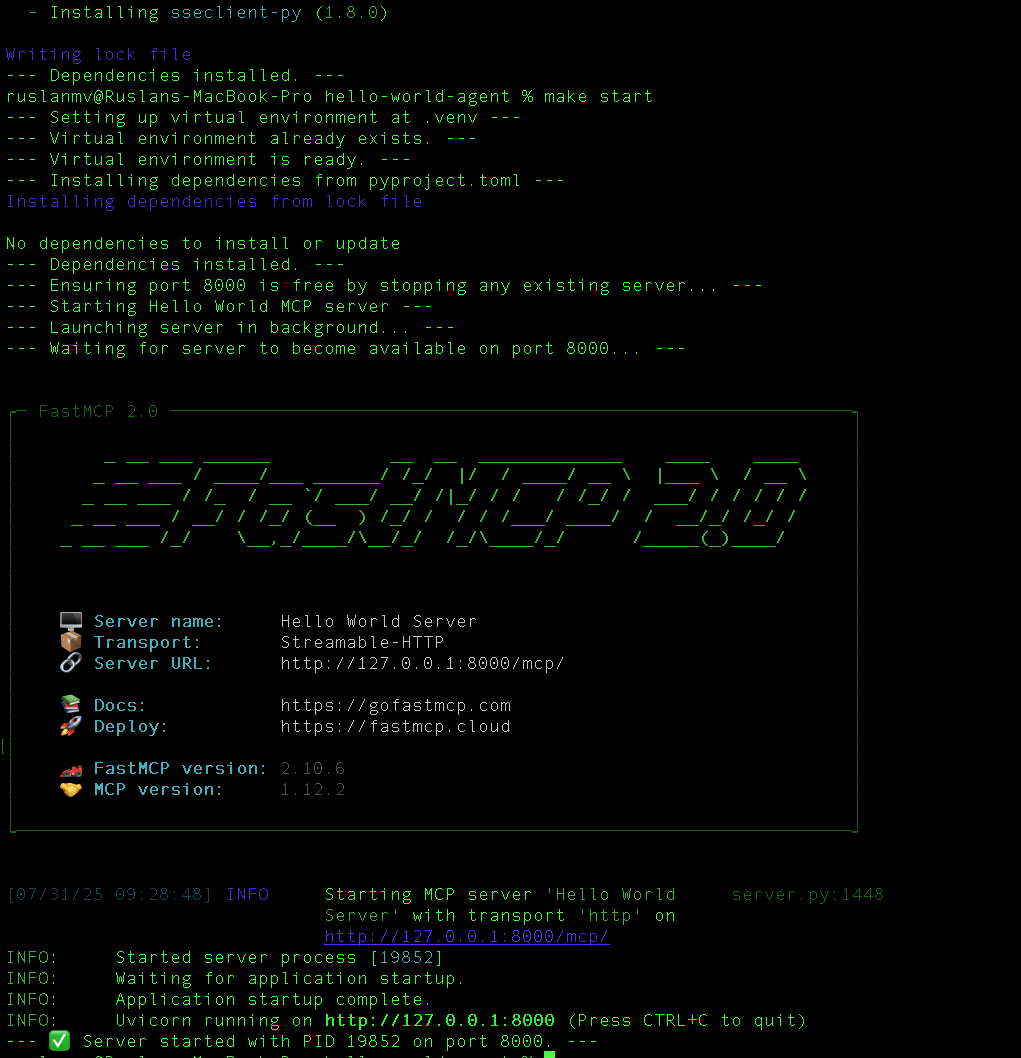 - Installing sseclient-py (1.8.0)
Writing lock file
--- Dependencies installed. ---
ruslanmv@Ruslans-MacBook-Pro hello-world-agent % make start
--- Setting up virtual environment at .venv ---
--- Virtual environment already exists. ---
--- Virtual environment is ready. ---
--- Installing dependencies from pyproject.toml ---
Installing dependencies from lock file
No dependencies to install or update
--- Dependencies installed. ---
--- Ensuring port 8000 is free by stopping any existing server... ---
--- Starting Hello World MCP server ---
--- Launching server in background... ---
--- Waiting for server to become available on port 8000... ---
FastMCP 2.0
FastMCP 2.0
🖥️ Server name: Hello World Server
📦 Transport: Streamable-HTTP
🔗 Server URL: http://127.0.0.1:8000/mcp/
📚 Docs: https://gofastmcp.com
🚀 Deploy: https://fastmcp.cloud
🏎️ FastMCP version: 2.10.6
🤝 MCP version: 1.12.2
[07/31/25 09:28:48] INFO Starting MCP server 'Hello World server.py:1448
Server' with transport 'http' on
http://127.0.0.1:8000/mcp/
INFO: Started server process [19852]
INFO: Waiting for application startup.
INFO: Application startup complete.
INFO: Uvicorn running on http://127.0.0.1:8000 (Press CTRL+C to quit)
--- ✅ Server started with PID 19852 on port 8000. ---